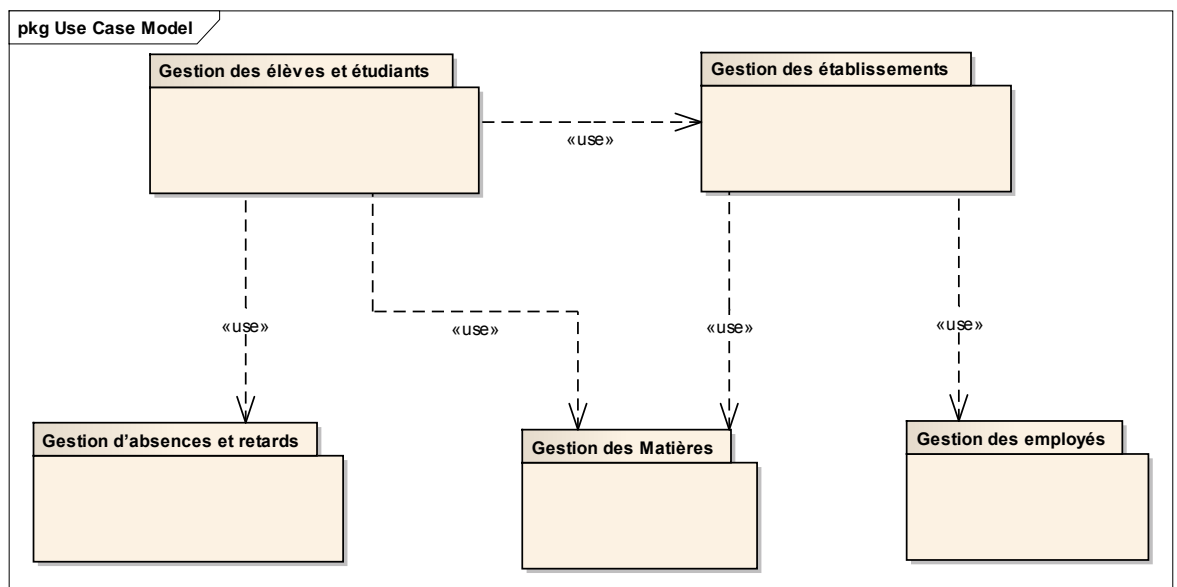 pkg Use Case Model
Gestion des élèves et étudiants
Gestion des établissements
«use»
«use»
«use»
«use»
«use»
Gestion d'absences et retards
Gestion des Matières
Gestion des employés